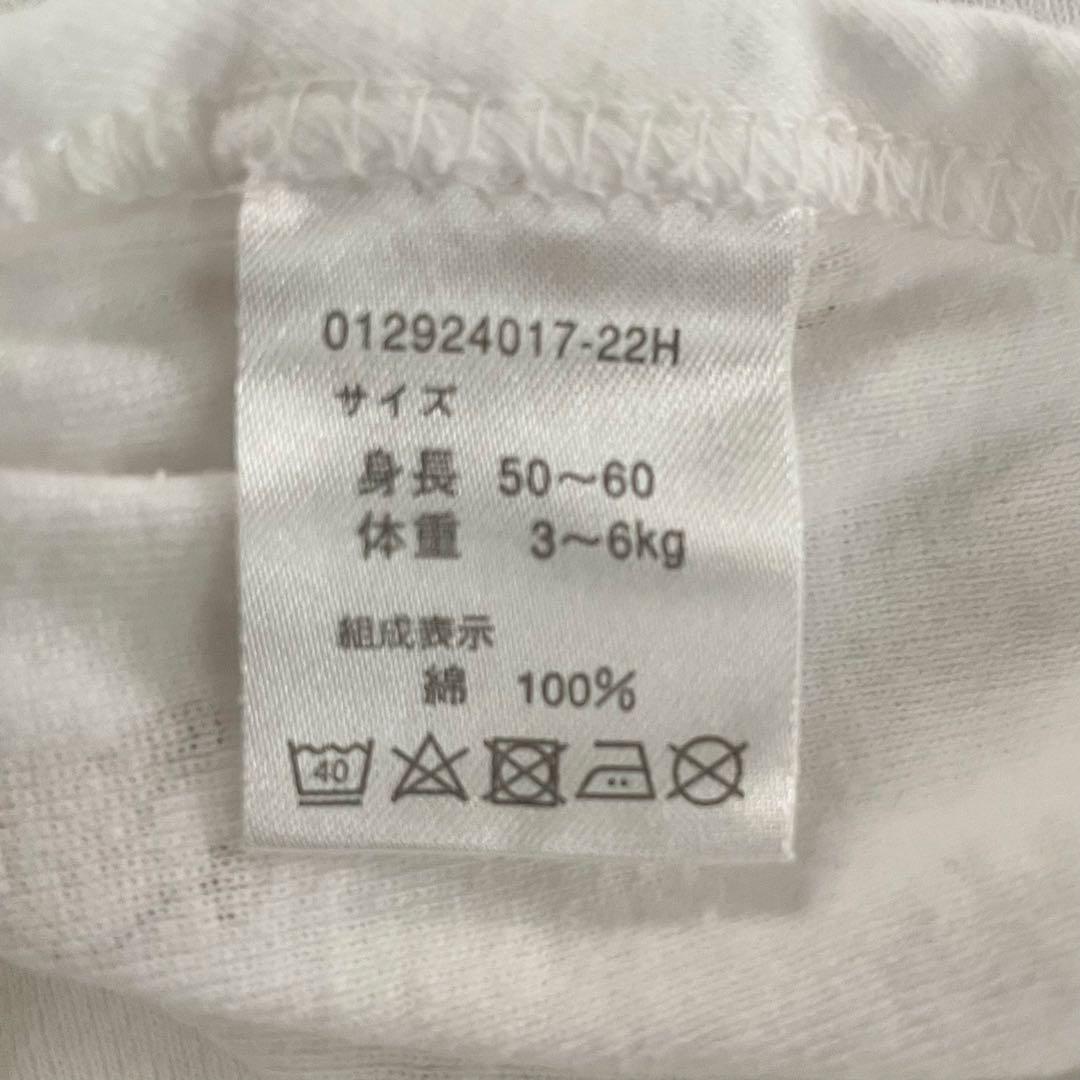 012924017-22H
サイズ
身長 50～60
体重 3～6kg
組成表示
綿 100%
40